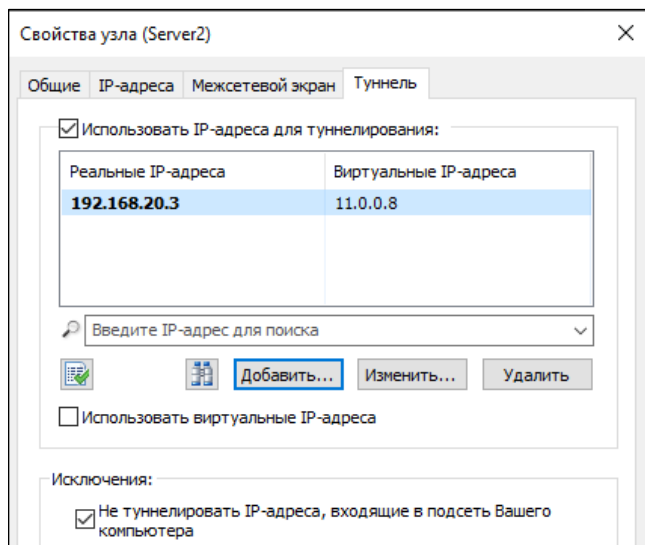 Свойства узла (Server2)
Общие IP-адреса Межсетевой экран Туннель
Использовать IP-адреса для туннелирования:
Реальные IP-адреса Виртуальные IP-адреса
192.168.20.3 11.0.0.8
Введите IP-адрес для поиска
Добавить... Изменить... Удалить
Использовать виртуальные IP-адреса
Исключения:
Не туннелировать IP-адреса, входящие в подсеть Вашего
компьютера